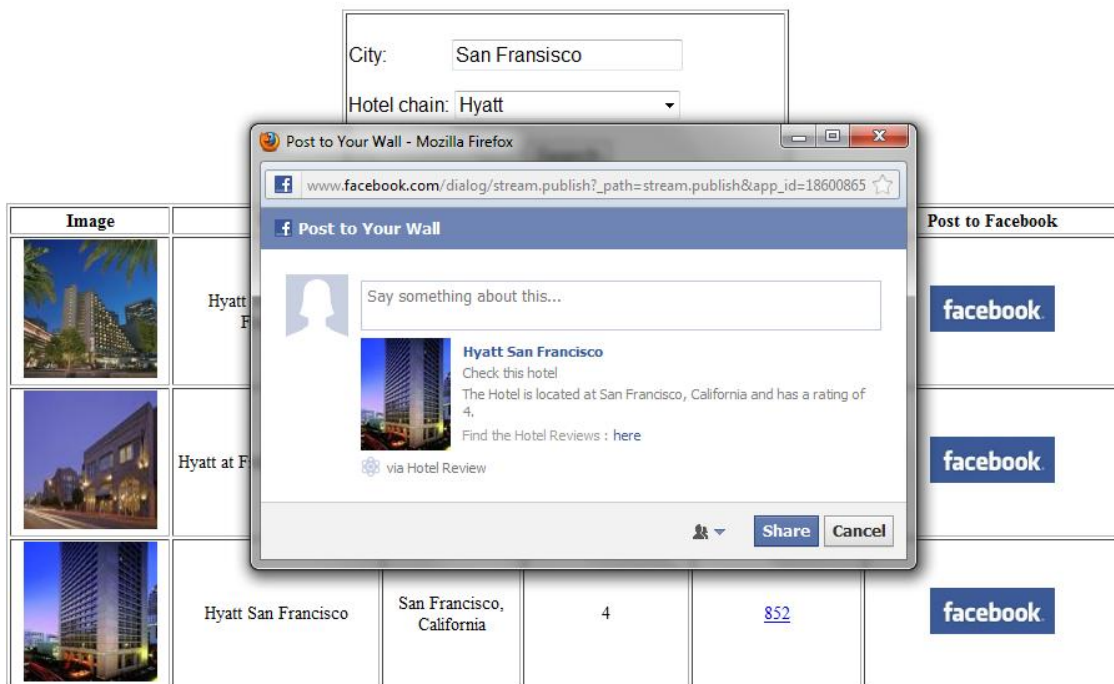 City: San Fransisco
Hotel chain: Hyatt
Post to Your Wall - Mozilla Firefox
www.facebook.com/dialog/stream.publish?_path=stream.publish&app_id=18600865
Image
Post to Facebook
Post to Your Wall
Say something about this...
Hyatt
F
facebook
Hyatt San Francisco
Check this hotel
The Hotel is located at San Francisco, California and has a rating of
4.
Find the Hotel Reviews : here
via Hotel Review
Hyatt at F
facebook
Share Cancel
Hyatt San Francisco
San Francisco,
California
4
852
facebook